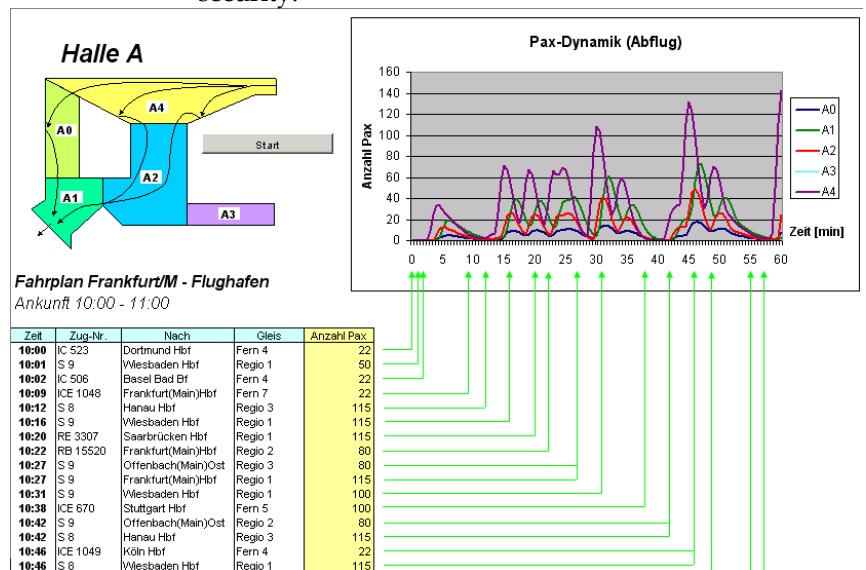 security.
Halle A
A0
A4
A1
A2
A3
Start
Pax-Dynamik (Abflug)
Anzahl Pax
160
140
120
100
80
60
40
20
0
0 5 10 15 20 25 30 35 40 45 50 55 60
Zeit [min]
A0
A1
A2
A3
A4
Fahrplan Frankfurt/M - Flughafen
Ankunft 10:00 - 11:00
Zeit Zug-Nr. Nach Gleis Anzahl Pax
10:00 IC 523 Dortmund Hbf Fern 4 22
10:01 S 9 Wiesbaden Hbf Regio 1 50
10:02 IC 506 Basel Bad Bf Fern 4 22
10:09 ICE 1048 Frankfurt(Main)Hbf Fern 7 22
10:12 S 8 Hanau Hbf Regio 3 115
10:16 S 9 Wiesbaden Hbf Regio 1 115
10:20 RE 3307 Saarbrücken Hbf Regio 1 115
10:22 RB 15520 Frankfurt(Main)Hbf Regio 2 80
10:27 S 9 Offenbach(Main)Ost Regio 3 80
10:27 S 9 Frankfurt(Main)Hbf Regio 1 115
10:31 S 9 Wiesbaden Hbf Regio 1 100
10:38 ICE 670 Stuttgart Hbf Fern 5 100
10:42 S 9 Offenbach(Main)Ost Regio 2 80
10:42 S 8 Hanau Hbf Regio 3 115
10:46 ICE 1049 Köln Hbf Fern 4 22
10:46 S 8 Wiesbaden Hbf Regio 1 115